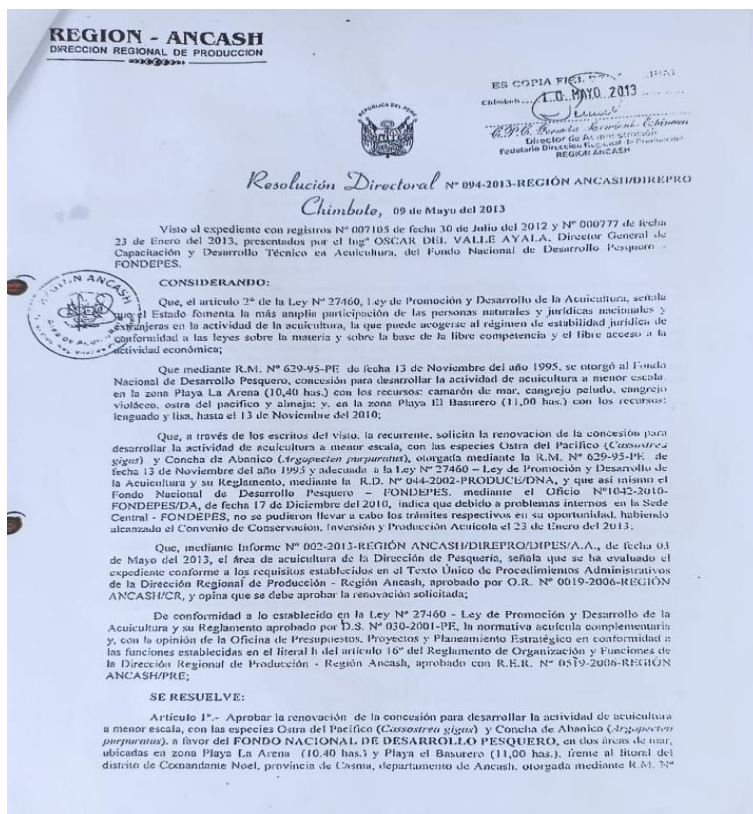 REGION - ANCASH
DIRECCION REGIONAL DE PRODUCCION
ES COPIA FIEL
Chimbote
10 MAYO 2013
C.P.C.
Director de Administración
Fedatario Dirección Regional de Producción
REGION ANCASH
REPUBLICA DEL PERU
Resolución Directoral N° 094-2013-REGIÓN ANCASH/DIREPRO
Chimbote, 09 de Mayo del 2013
Visto el expediente con registros N° 007105 de fecha 30 de Julio del 2012 y N° 000777 de fecha
23 de Enero del 2013, presentados por el Ing° OSCAR DEL VALLE AYALA, Director General de
Capacitación y Desarrollo Técnico en Acuicultura, del Fondo Nacional de Desarrollo Pesquero -
FONDEPES.
REGION ANCASH
CONSIDERANDO:
Que, el artículo 2° de la Ley N° 27460, Ley de Promoción y Desarrollo de la Acuicultura, señala
que el Estado fomenta la más amplia participación de las personas naturales y jurídicas nacionales y
extranjeras en la actividad de la acuicultura, la que puede acogerse al régimen de estabilidad jurídica de
conformidad a las leyes sobre la materia y sobre la base de la libre competencia y el libre acceso a la
actividad económica;
Que mediante R.M. N° 629-95-PE de fecha 13 de Noviembre del año 1995, se otorgó al Fondo
Nacional de Desarrollo Pesquero, concesión para desarrollar la actividad de acuicultura a menor escala,
en la zona Playa La Arena (10,40 has.) con los recursos: camarón de mar, cangrejo peludo, cangrejo
violáceo, ostra del pacifico y almeja; y, en la zona Playa El Basurero (11,00 has.) con los recursos:
lenguado y lisa, hasta el 13 de Noviembre del 2010;
Que, a través de los escritos del visto, la recurrente, solicita la renovación de la concesión para
desarrollar la actividad de acuicultura a menor escala, con las especies Ostra del Pacífico (Cassostrea
gigas) y Concha de Abanico (Argopecten purpuratus), otorgada mediante la R.M. N° 629-95-PE de
fecha 13 de Noviembre del año 1995 y adecuada a la Ley N° 27460 – Ley de Promoción y Desarrollo de
la Acuicultura y su Reglamento, mediante la R.D. N° 044-2002-PRODUCE/DNA, y que así mismo el
Fondo Nacional de Desarrollo Pesquero – FONDEPES, mediante el Oficio N°1042-2010-
FONDEPES/DA, de fecha 17 de Diciembre del 2010, indica que debido a problemas internos en la Sede
Central - FONDEPES, no se pudieron llevar a cabo los trámites respectivos en su oportunidad, habiendo
alcanzado el Convenio de Conservación, Inversión y Producción Acuícola el 23 de Enero del 2013;
Que, mediante Informe N° 002-2013-REGIÓN ANCASH/DIREPRO/DIPES/A.A., de fecha 03
de Mayo del 2013, el área de acuicultura de la Dirección de Pesquería, señala que se ha evaluado el
expediente conforme a los requisitos establecidos en el Texto Único de Procedimientos Administrativos
de la Dirección Regional de Producción - Región Ancash, aprobado por O.R. N° 0019-2006-REGIÓN
ANCASH/CR, y opina que se debe aprobar la renovación solicitada;
De conformidad a lo establecido en la Ley N° 27460 - Ley de Promoción y Desarrollo de la
Acuicultura y su Reglamento aprobado por D.S. N° 030-2001-PE, la normativa acuícula complementaria
y, con la opinión de la Oficina de Presupuestos, Proyectos y Planeamiento Estratégico en conformidad a
las funciones establecidas en el literal h del artículo 16° del Reglamento de Organización y Funciones de
la Dirección Regional de Producción - Región Ancash, aprobado con R.E.R. N° 0519-2006-REGIÓN
ANCASH/PRE;
SE RESUELVE:
Artículo 1°.- Aprobar la renovación de la concesión para desarrollar la actividad de acuicultura
a menor escala, con las especies Ostra del Pacífico (Cassostrea gigas) y Concha de Abanico (Argopecten
purpuratus), a favor del FONDO NACIONAL DE DESARROLLO PESQUERO, en dos áreas de mar,
ubicadas en zona Playa La Arena (10,40 has.) y Playa el Basurero (11,00 has.), frente al litoral del
distrito de Comandante Noel, provincia de Casma, departamento de Ancash, otorgada mediante R.M. N°